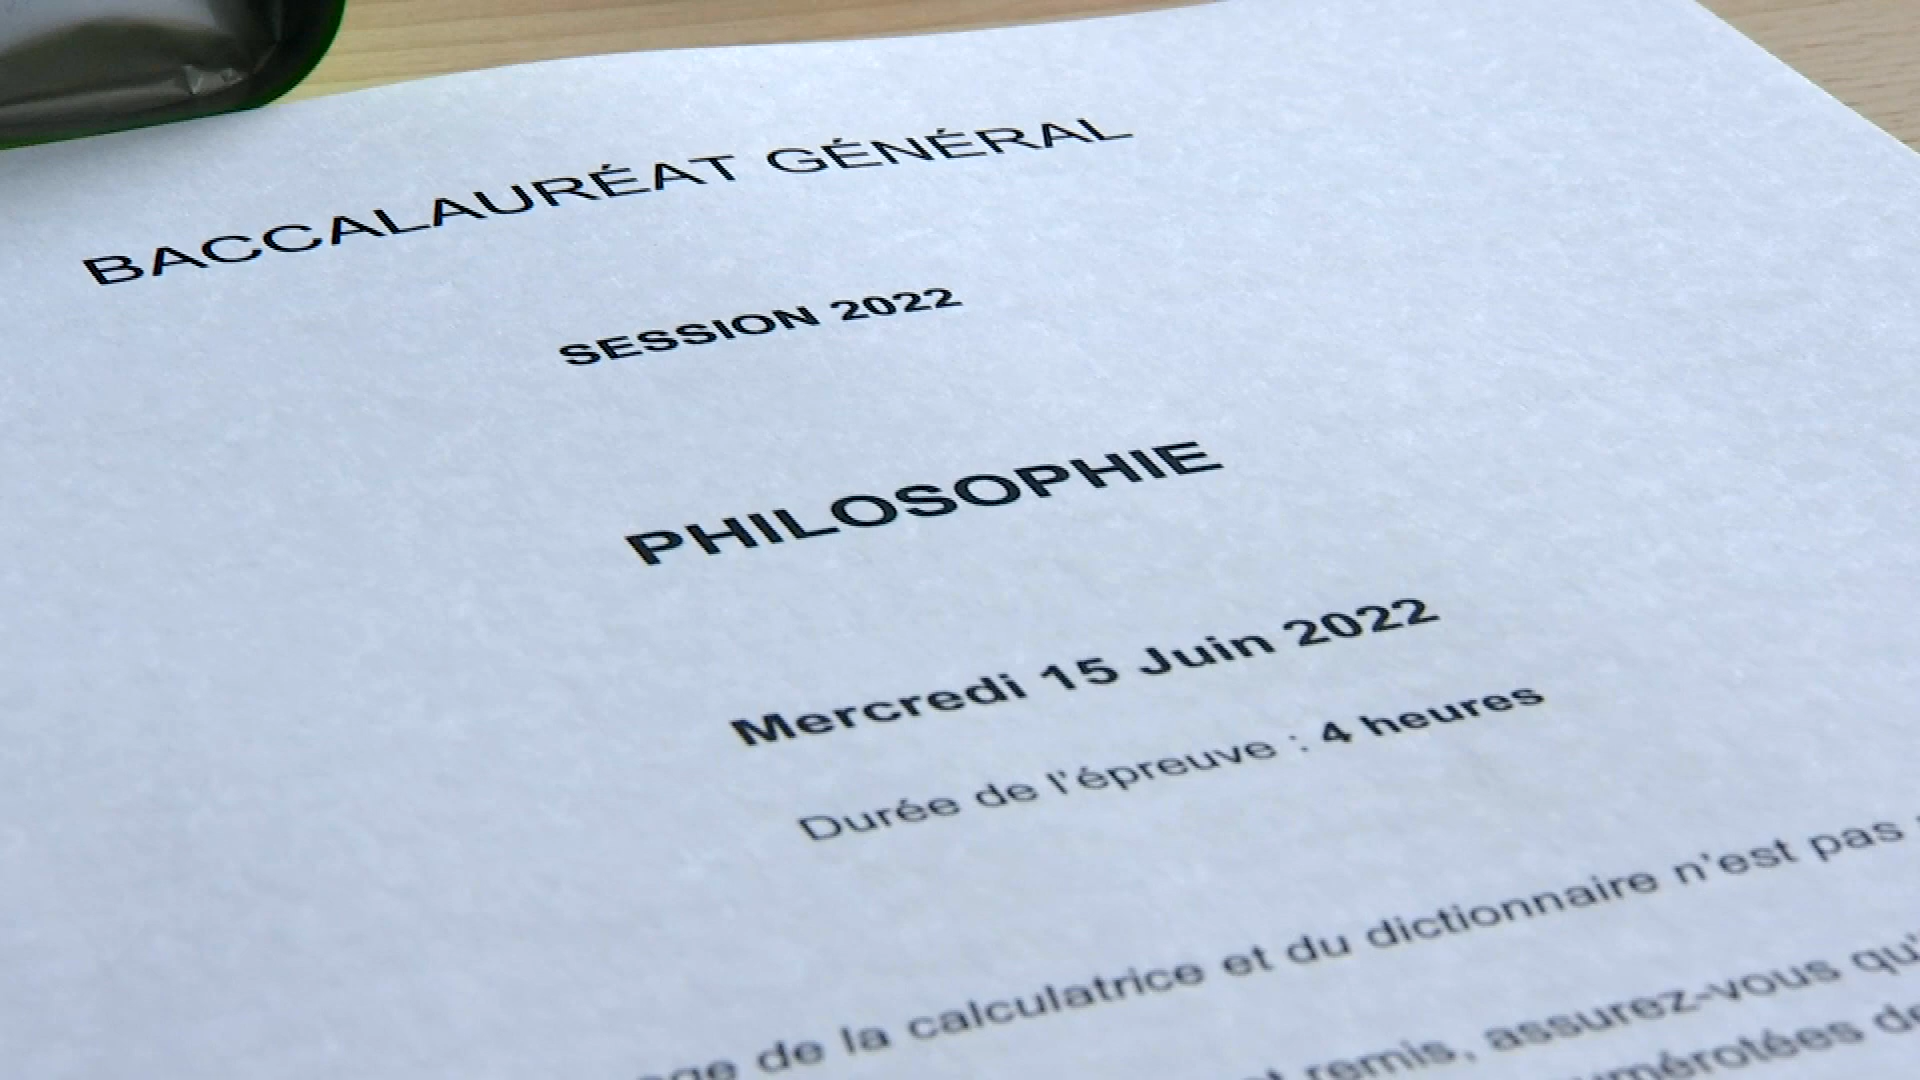 BACCALAURÉAT GÉNÉRAL
SESSION 2022
PHILOSOPHIE
Mercredi 15 Juin 2022
Durée de l'épreuve : 4 heures
de la calculatrice et du dictionnaire n'est pas
remis, assurez-vous